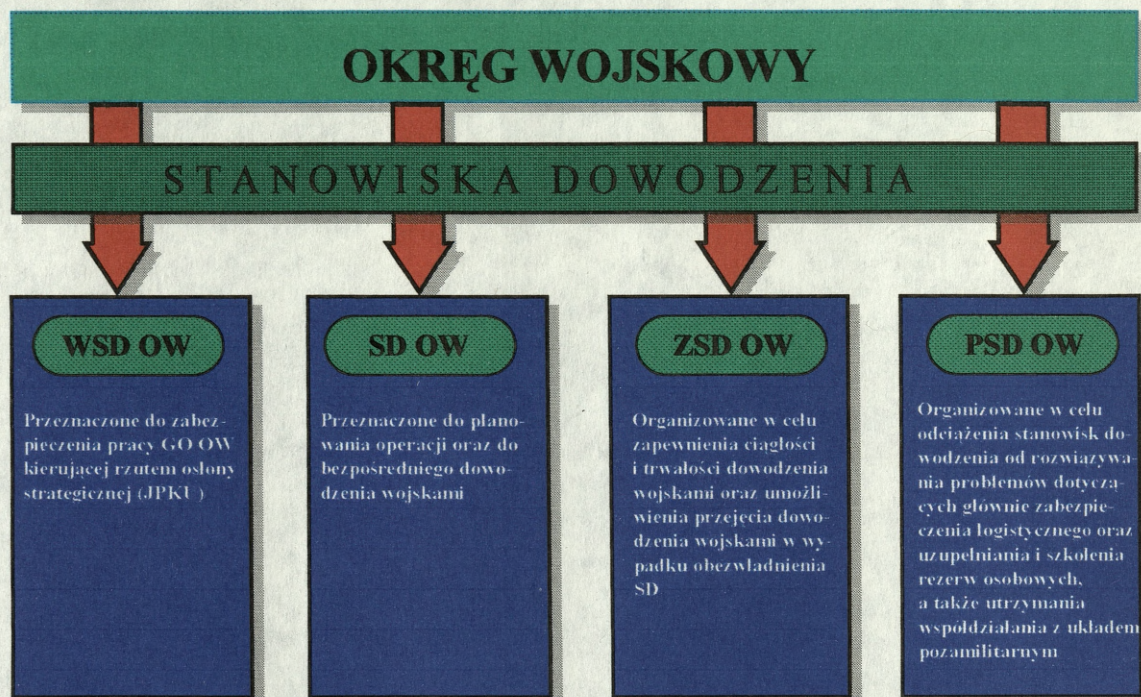 OKRĘG WOJSKOWY
STANOWISKA DOWODZENIA
WSD OW
Przeznaczone do zabez-
pieczenia pracy GO OW
kierującej rzutem osłony
strategicznej (JPKU)
SD OW
Przeznaczone do plano-
wania operacji oraz do
bezpośredniego dowo-
dzenia wojskami
ZSD OW
Organizowane w celu
zapewnienia ciągłości
i trwałości dowodzenia
wojskami oraz umożli-
wienia przejęcia dowo-
dzenia wojskami w wy-
padku obezwładnienia
SD
PSD OW
Organizowane w celu
odciążenia stanowisk do-
wodzenia od rozwiązywa-
nia problemów dotyczą-
cych głównie zabezpie-
czenia logistycznego oraz
uzupełniania i szkolenia
rezerw osobowych,
a także utrzymania
współdziałania z układem
pozamilitarnym